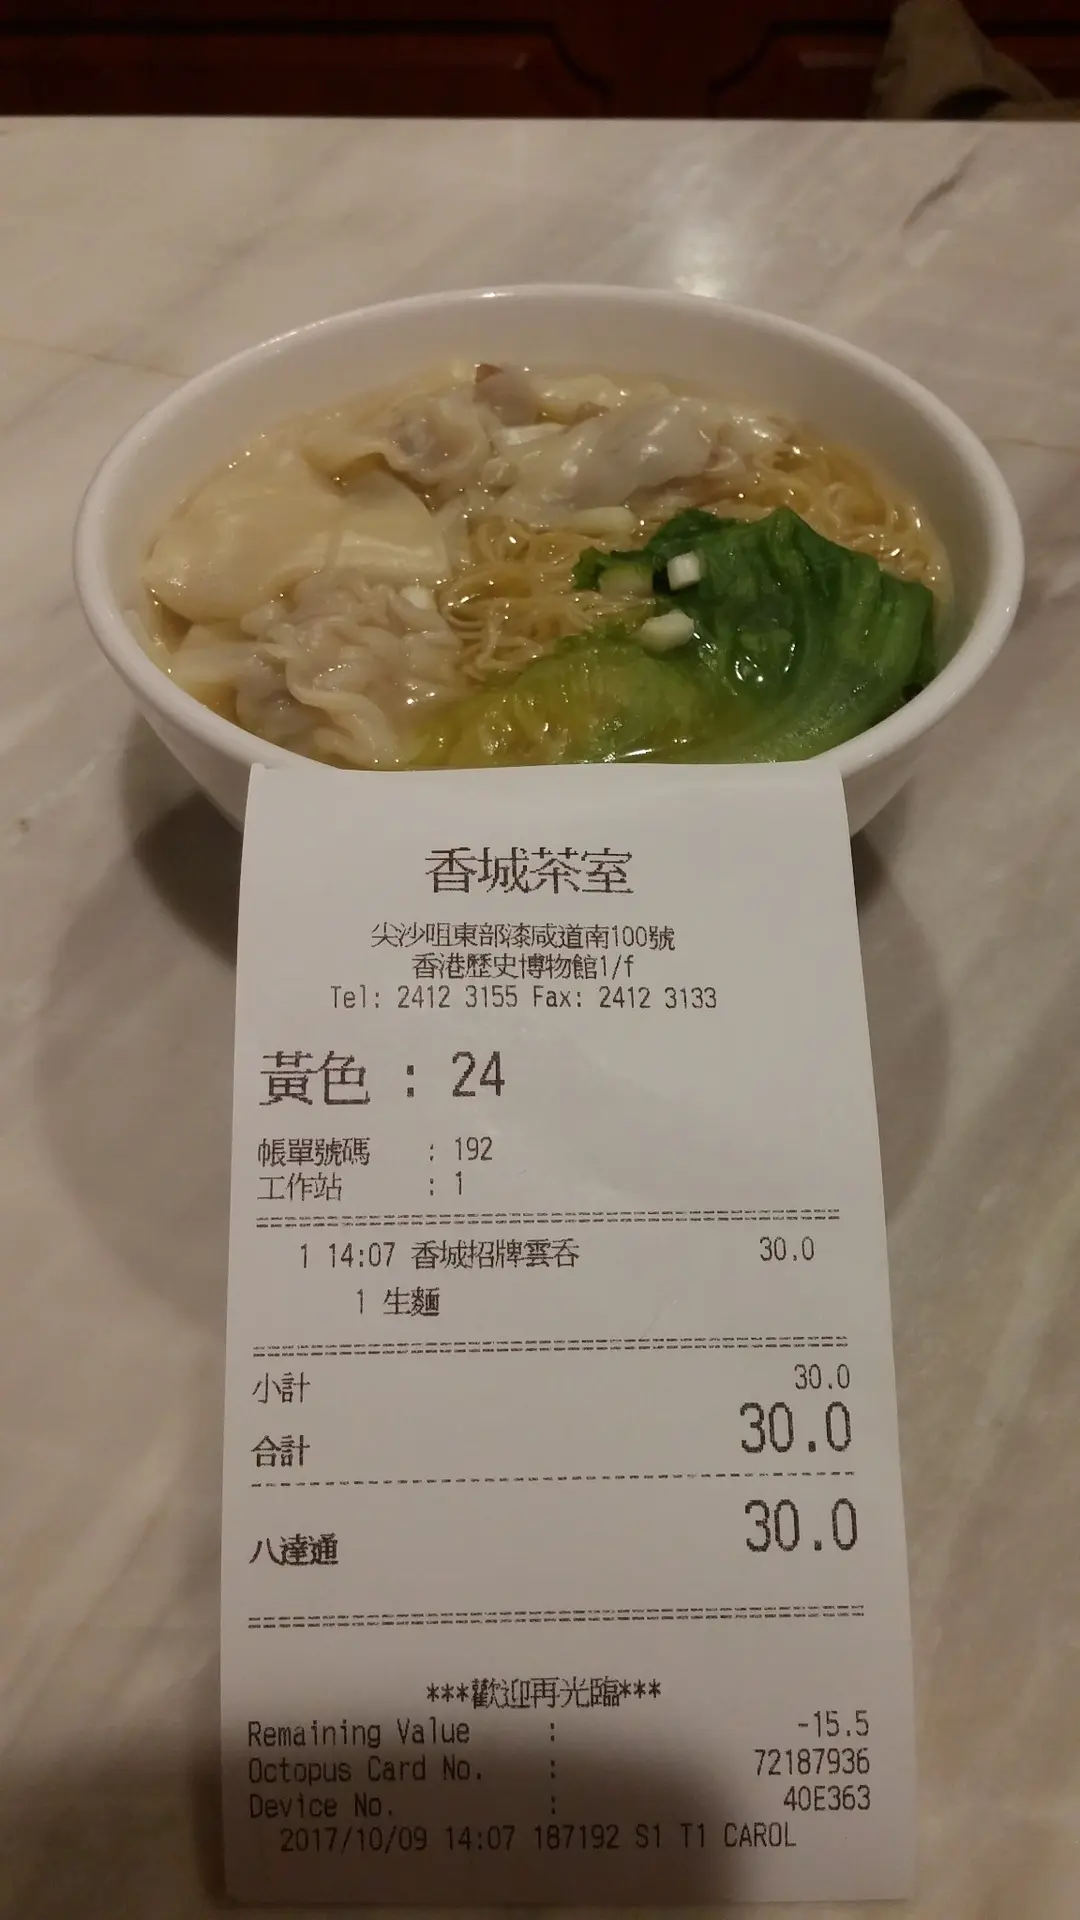 香城茶室
尖沙咀東部漆咸道南100號
香港歷史博物館1/f
Tel: 2412 3155 Fax: 2412 3133
黃色 : 24
帳單號碼 : 192
工作站 : 1
1 14:07 香城招牌雲吞 30.0
1 生麵
小計 30.0
合計 30.0
八達通 30.0
***歡迎再光臨***
Remaining Value : -15.5
Octopus Card No. : 72187936
Device No. : 40E363
2017/10/09 14:07 187192 S1 T1 CAROL